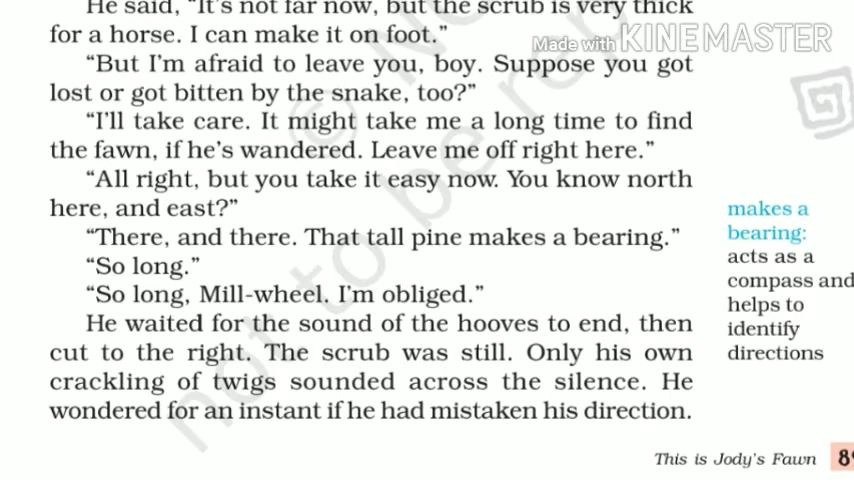 He said, “It’s not far now, but the scrub is very thick
for a horse. I can make it on foot.”
Made with KINEMASTER
“But I’m afraid to leave you, boy. Suppose you got
lost or got bitten by the snake, too?”
“I’ll take care. It might take me a long time to find
the fawn, if he’s wandered. Leave me off right here.”
“All right, but you take it easy now. You know north
here, and east?”
“There, and there. That tall pine makes a bearing.”
“So long.”
“So long, Mill-wheel. I’m obliged.”
He waited for the sound of the hooves to end, then
cut to the right. The scrub was still. Only his own
crackling of twigs sounded across the silence. He
wondered for an instant if he had mistaken his direction.
makes a
bearing:
acts as a
compass and
helps to
identify
directions
This is Jody’s Fawn
not to be rep